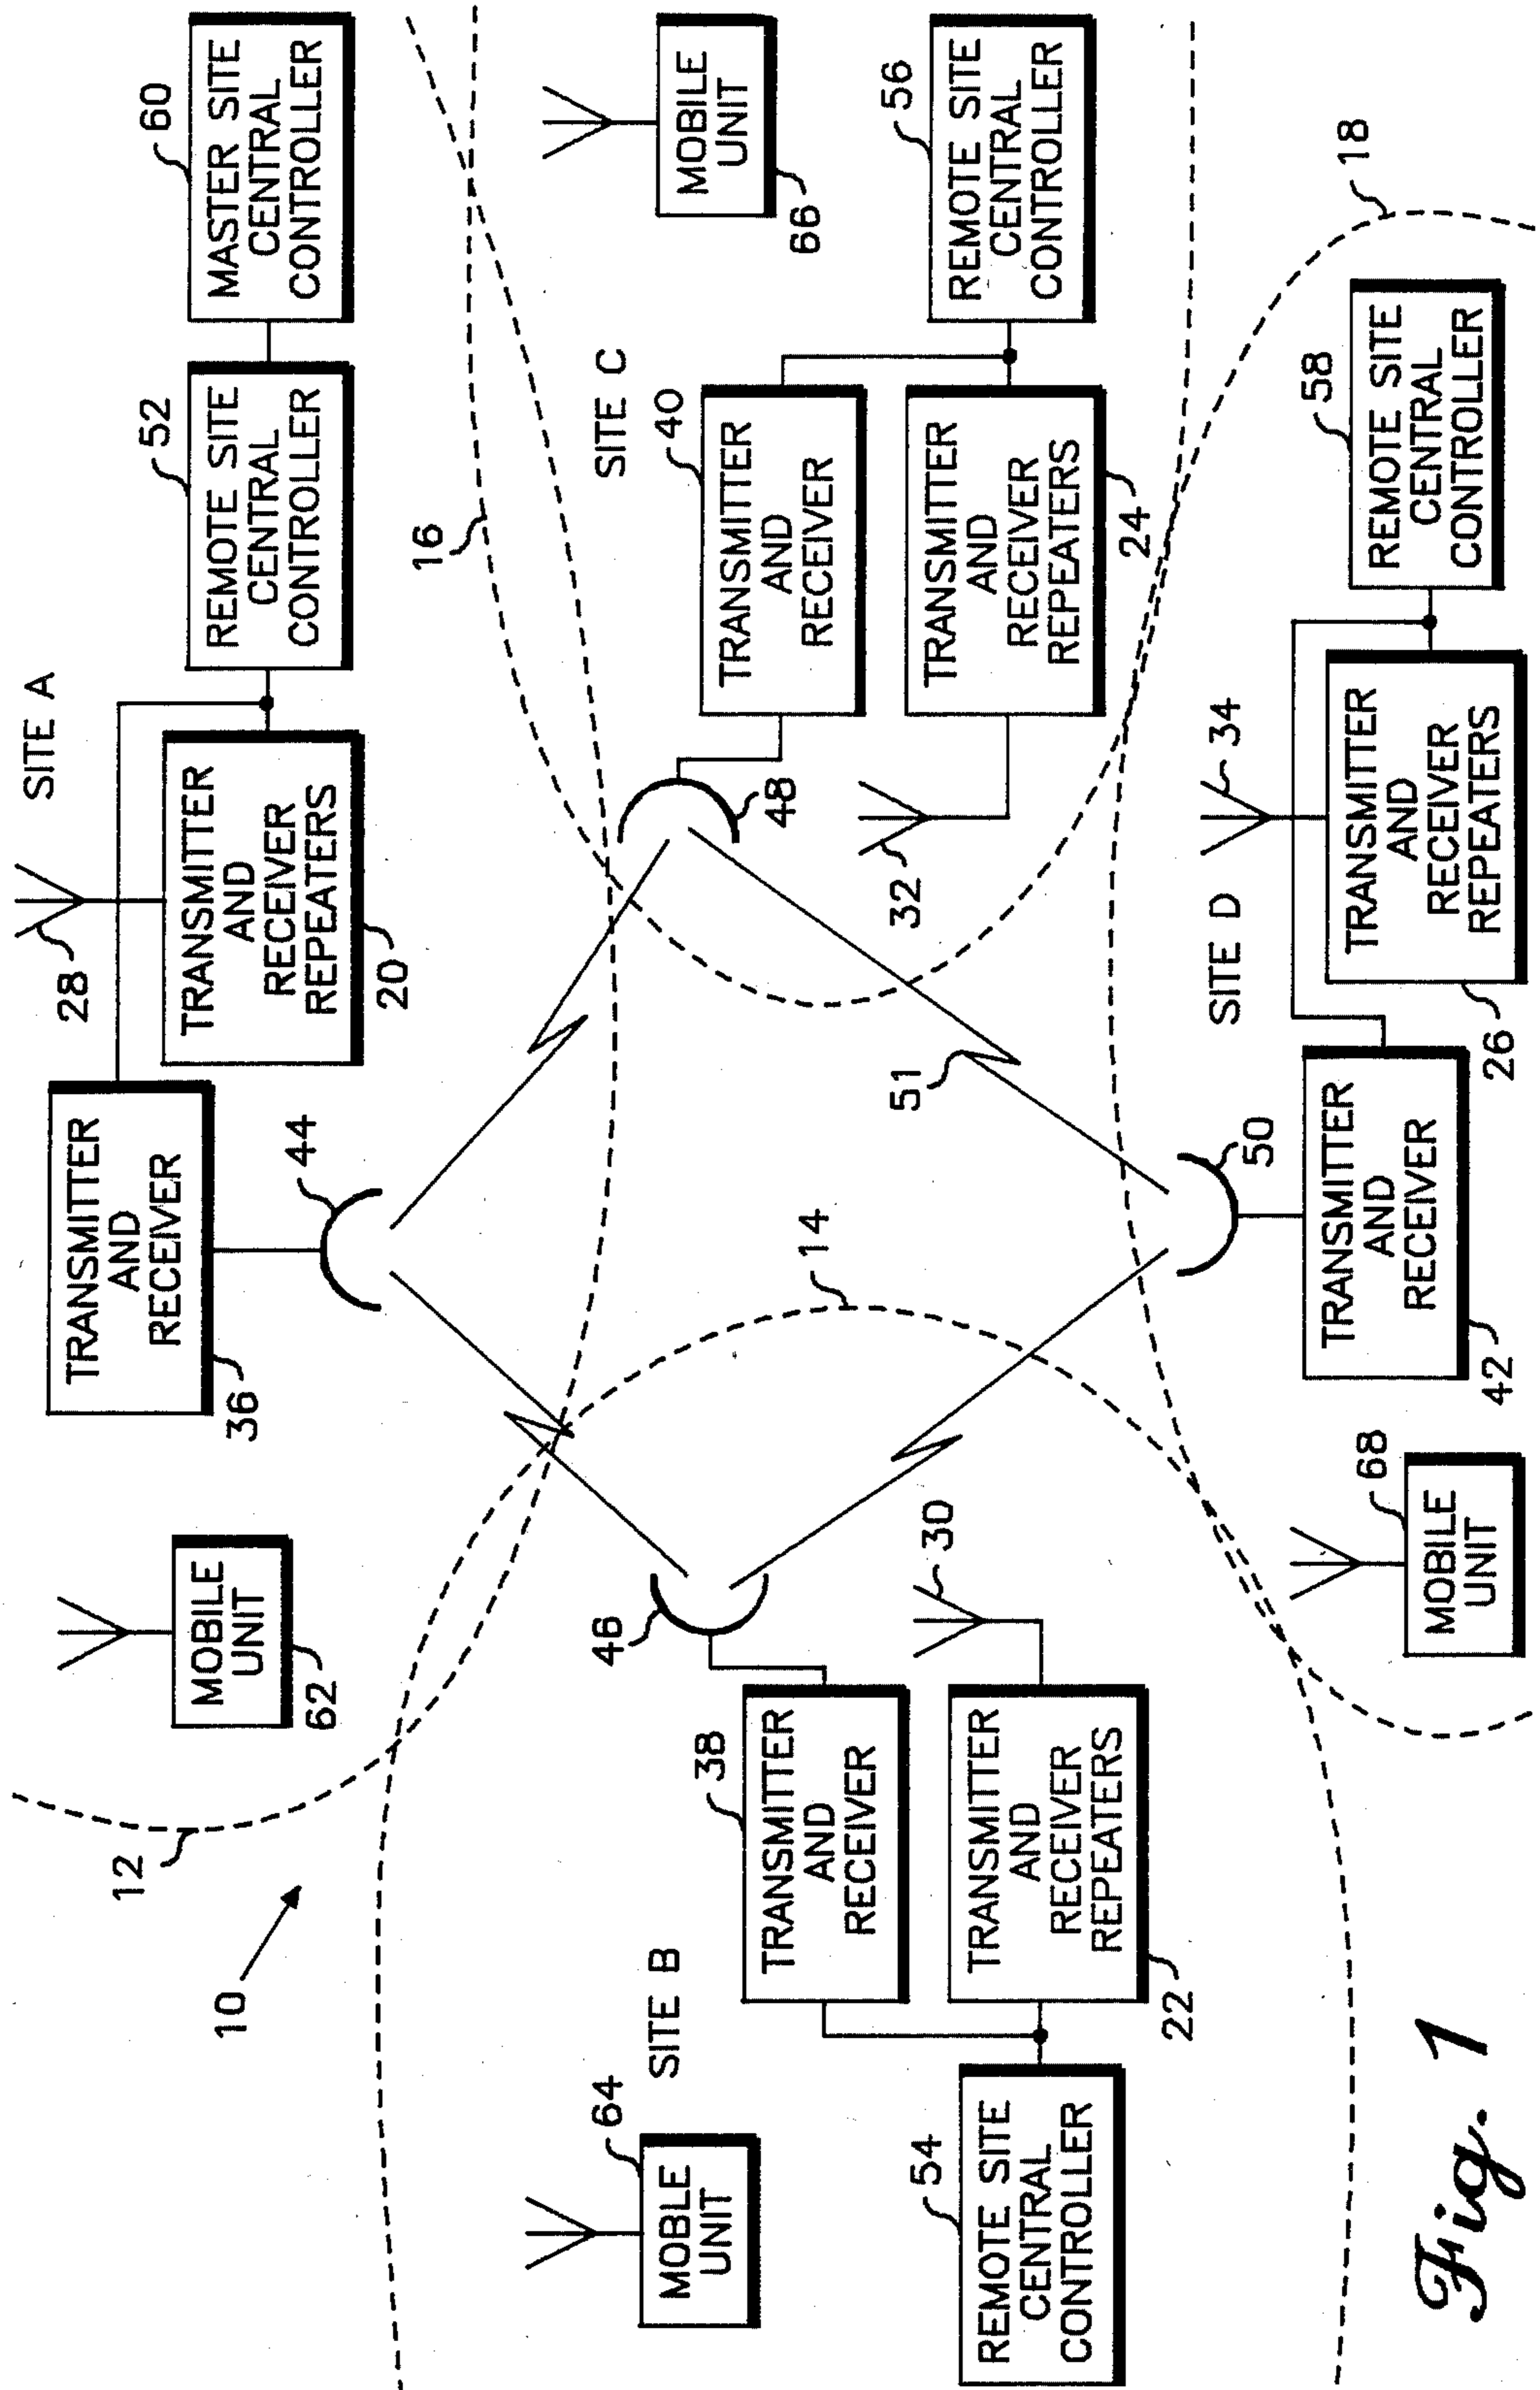 SITE A
28
TRANSMITTER
AND
RECEIVER
36
TRANSMITTER
AND
RECEIVER
REPEATERS
20
52
REMOTE SITE
CENTRAL
CONTROLLER
60
MASTER SITE
CENTRAL
CONTROLLER
MOBILE
UNIT
62
12
10
44
16
14
51
SITE B
64
MOBLE
UNIT
46
38
TRANSMITTER
AND
RECEIVER
30
TRANSMITTER
AND
RECEIVER
REPEATERS
22
54
REMOTE SITE
CENTRAL
CONTROLLER
SITE C
48
40
TRANSMITTER
AND
RECEIVER
32
TRANSMITTER
AND
RECEIVER
REPEATERS
24
56
REMOTE SITE
CENTRAL
CONTROLLER
MOBILE
UNIT
66
18
SITE D
50
TRANSMITTER
AND
RECEIVER
42
34
TRANSMITTER
AND
RECEIVER
REPEATERS
26
58
REMOTE SITE
CENTRAL
CONTROLLER
68
MOBILE
UNIT
Fig. 1